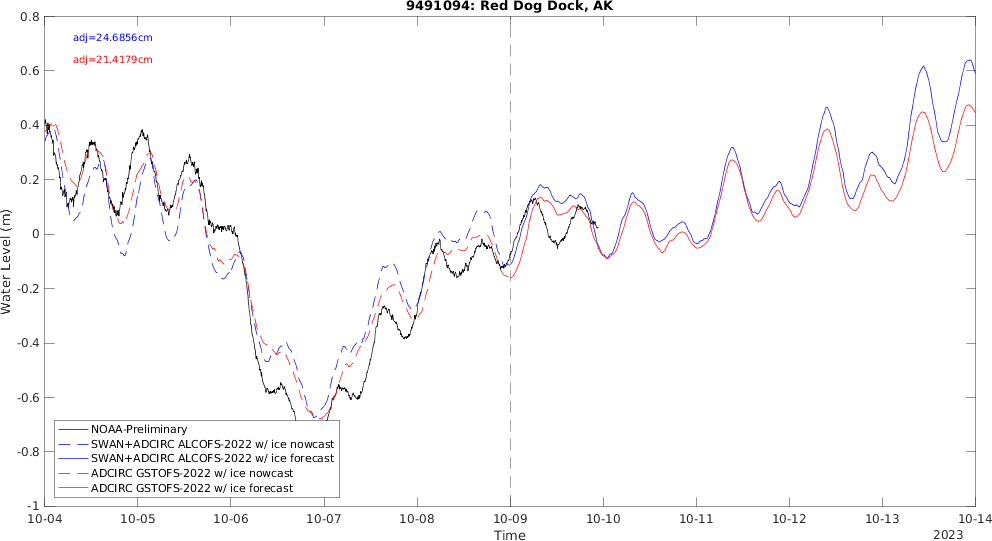 9491094: Red Dog Dock, AK
adj=24.6856cm
adj=21.4179cm
Water Level (m)
0.8
0.6
0.4
0.2
0
-0.2
-0.4
-0.6
-0.8
-1
NOAA-Preliminary
SWAN+ADCIRC ALCOFS-2022 w/ ice nowcast
SWAN+ADCIRC ALCOFS-2022 w/ ice forecast
ADCIRC GSTOFS-2022 w/ ice nowcast
ADCIRC GSTOFS-2022 w/ ice forecast
10-04 10-05 10-06 10-07 10-08 10-09 10-10 10-11 10-12 10-13 10-14
Time
2023